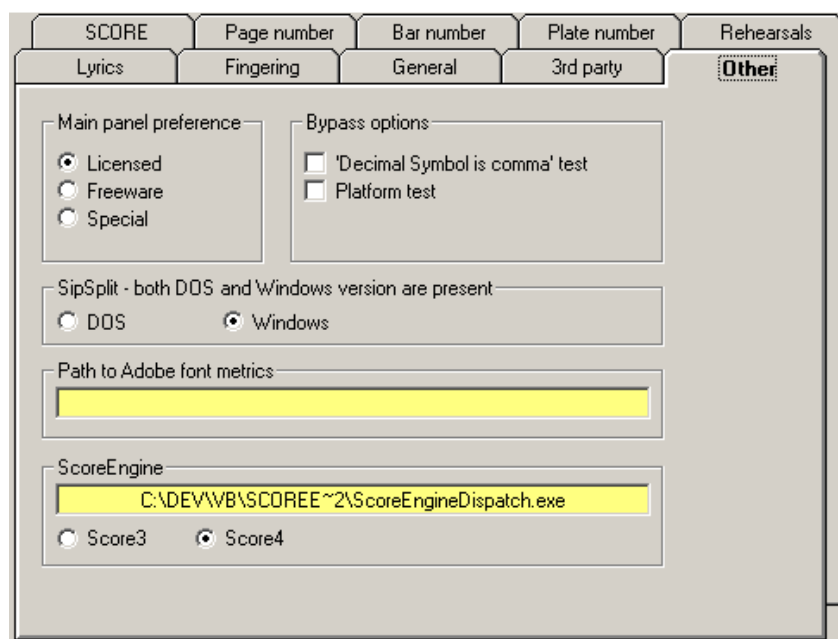 SCORE Page number Bar number Plate number Rehearsals
Lyrics Fingering General 3rd party Other
Main panel preference Bypass options
Licensed 'Decimal Symbol is comma' test
Freeware Platform test
Special
SipSplit - both DOS and Windows version are present
DOS Windows
Path to Adobe font metrics
ScoreEngine
C:\DEV\VB\SCOREE~2\ScoreEngineDispatch.exe
Score3 Score4